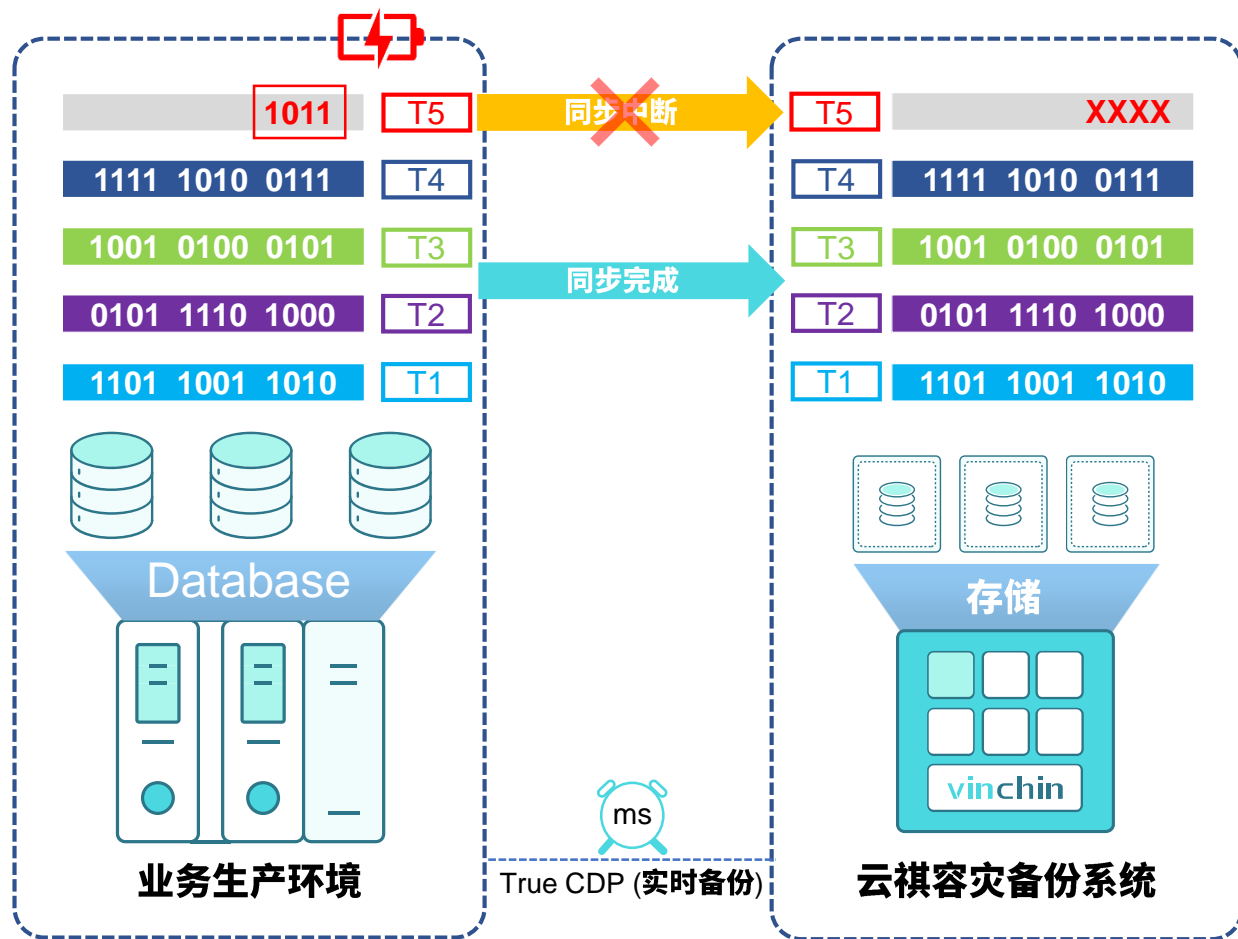 1011 T5 同步中断 T5 XXXX
1111 1010 0111 T4 T4 1111 1010 0111
1001 0100 0101 T3 T3 1001 0100 0101
同步完成
0101 1110 1000 T2 T2 0101 1110 1000
1101 1001 1010 T1 T1 1101 1001 1010
Database
存储
vinchin
ms
业务生产环境
True CDP (实时备份)
云祺容灾备份系统